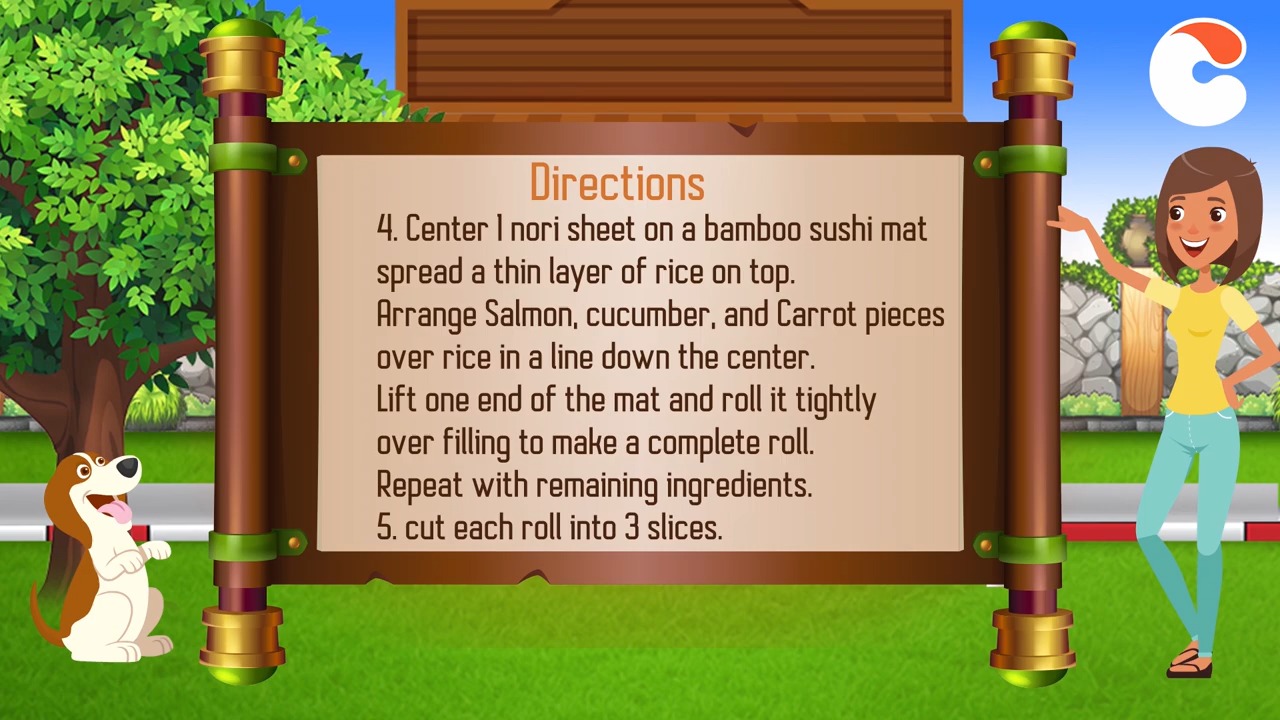 Directions
4. Center 1 nori sheet on a bamboo sushi mat
spread a thin layer of rice on top.
Arrange Salmon, cucumber, and Carrot pieces
over rice in a line down the center.
Lift one end of the mat and roll it tightly
over filling to make a complete roll.
Repeat with remaining ingredients.
5. cut each roll into 3 slices.